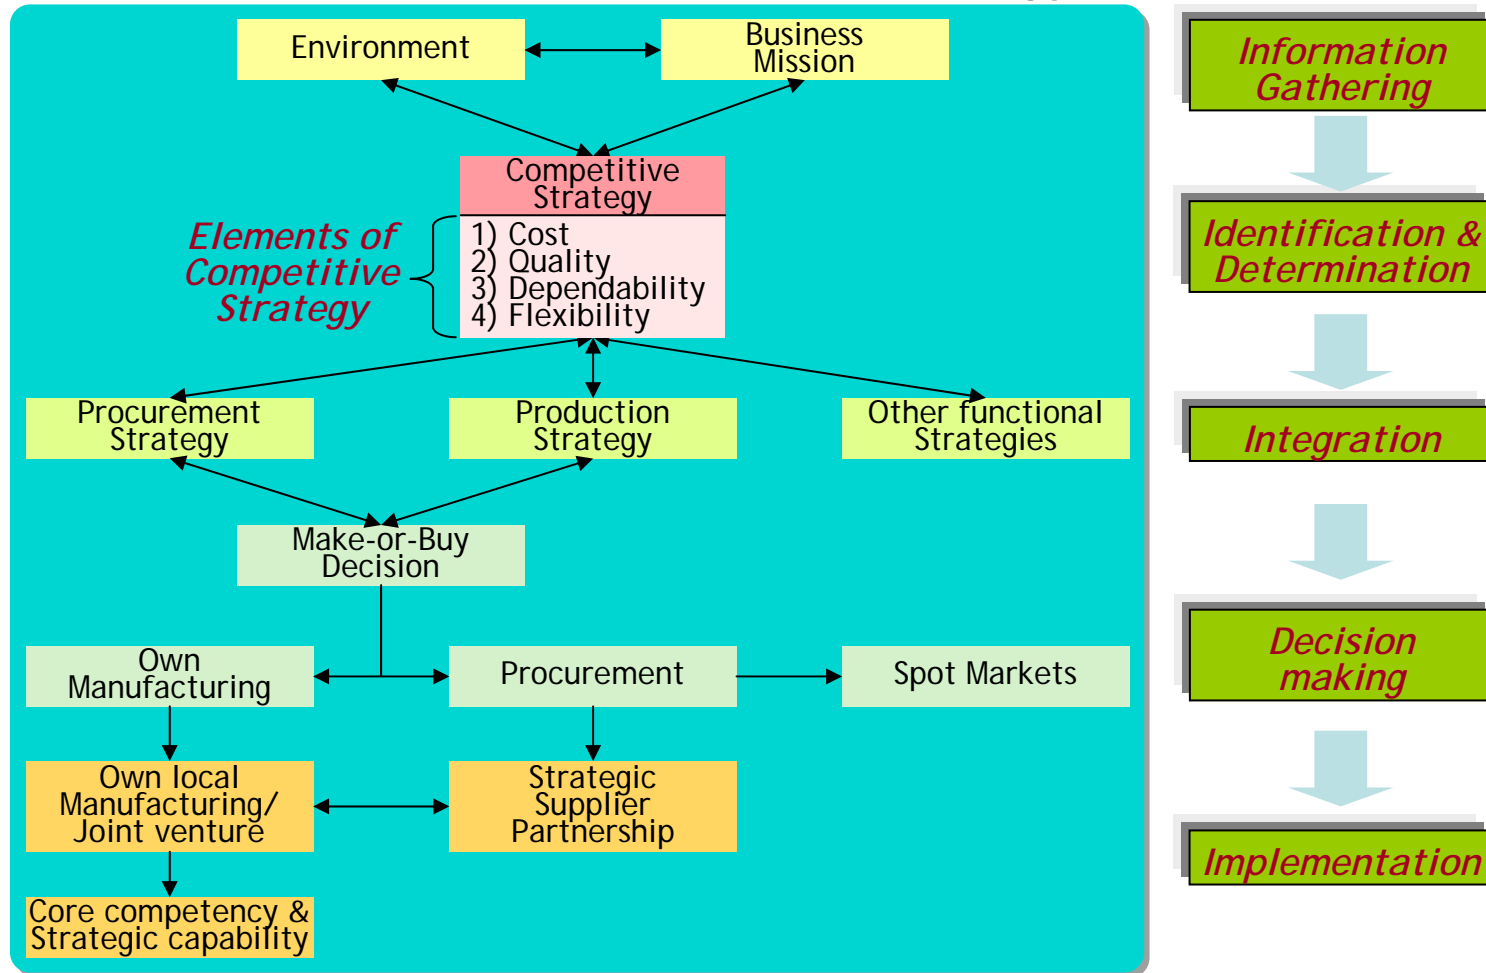 Environment
Business
Mission
Competitive
Strategy
Elements of
Competitive
Strategy
1) Cost
2) Quality
3) Dependability
4) Flexibility
Procurement
Strategy
Production
Strategy
Other functional
Strategies
Make-or-Buy
Decision
Own
Manufacturing
Procurement
Spot Markets
Own local
Manufacturing/
Joint venture
Strategic
Supplier
Partnership
Core competency &
Strategic capability
Information
Gathering
Identification &
Determination
Integration
Decision
making
Implementation